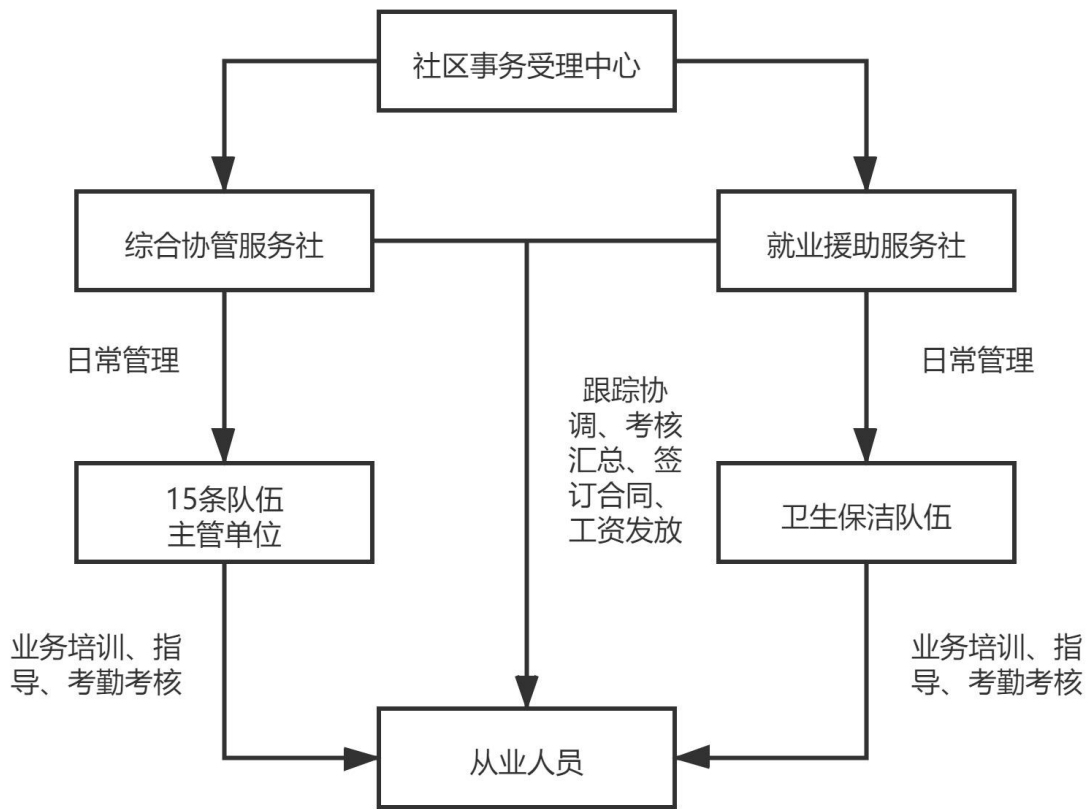 社区事务受理中心
综合协管服务社
就业援助服务社
日常管理
日常管理
跟踪协
调、考核
汇总、签
订合同、
工资发放
15条队伍
主管单位
卫生保洁队伍
业务培训、指
导、考勤考核
业务培训、指
导、考勤考核
从业人员